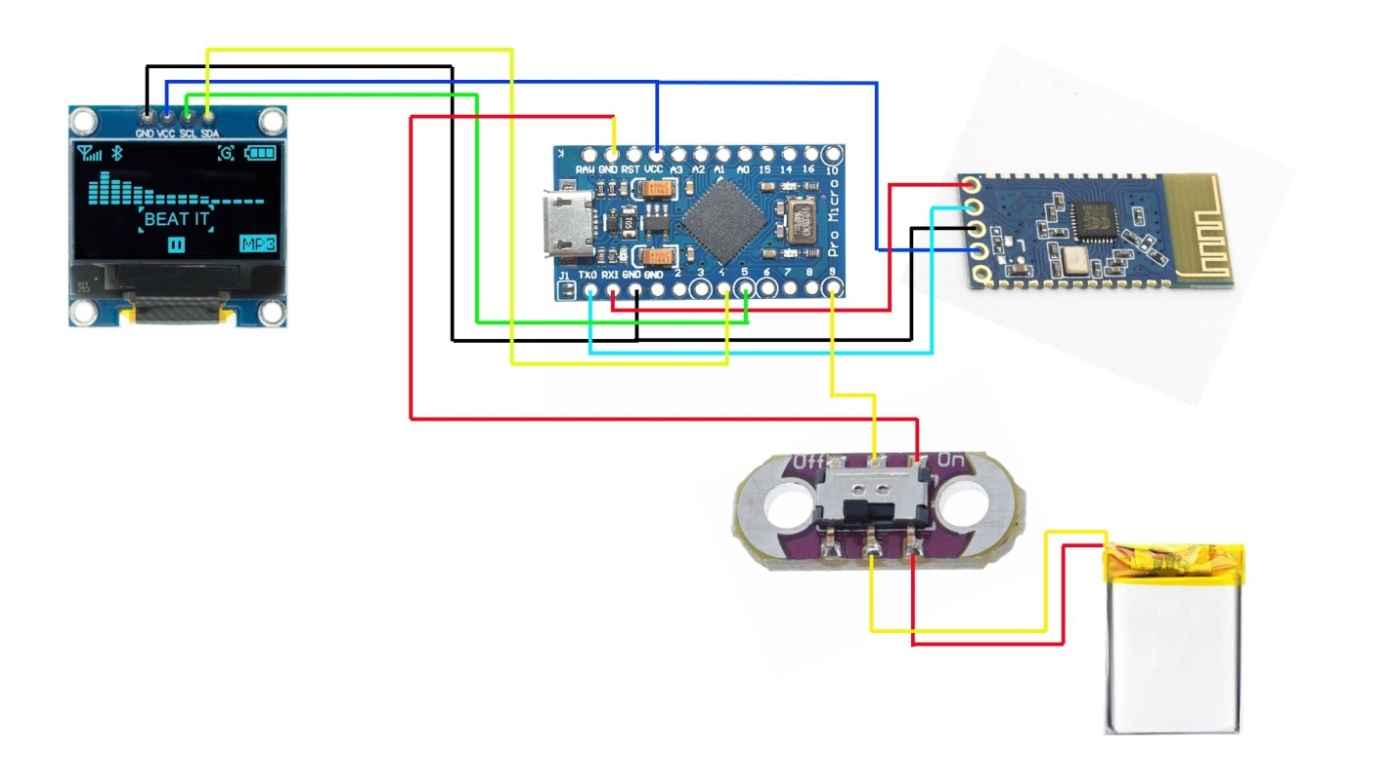 GND VCC SCL SDA
G
BEAT IT
MP3
RAW GND RST VCC A3 A2 A1 A0 15 14 16 10
Pro Micro
J1 TXO RXI GND GND 2 3 4 5 6 7 8 9
Off On